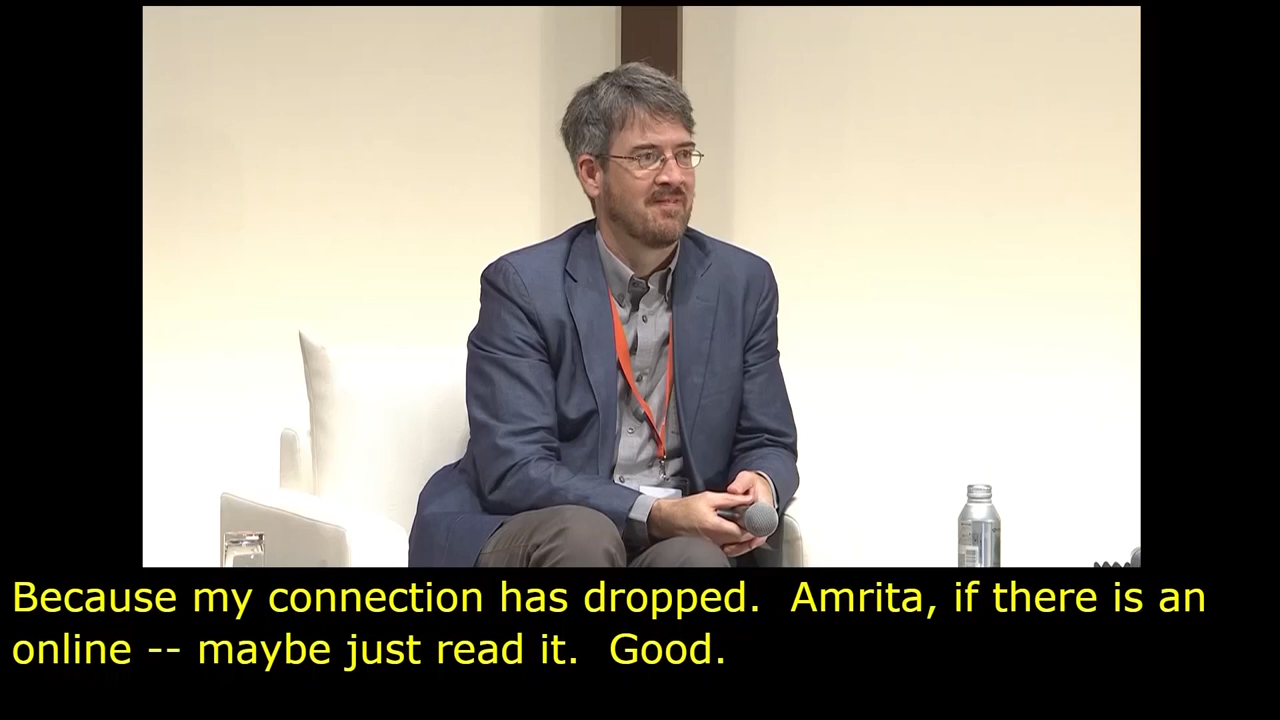 Because my connection has dropped.  Amrita, if there is an
online -- maybe just read it.  Good.